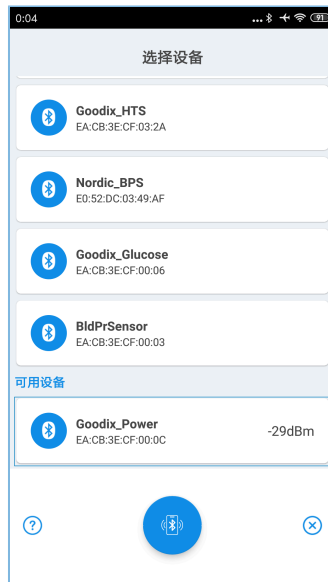 0:04
91
选择设备
Goodix_HTS
EA:CB:3E:CF:03:2A
Nordic_BPS
E0:52:DC:03:49:AF
Goodix_Glucose
EA:CB:3E:CF:00:06
BldPrSensor
EA:CB:3E:CF:00:03
可用设备
Goodix_Power
-29dBm
EA:CB:3E:CF:00:0C
?